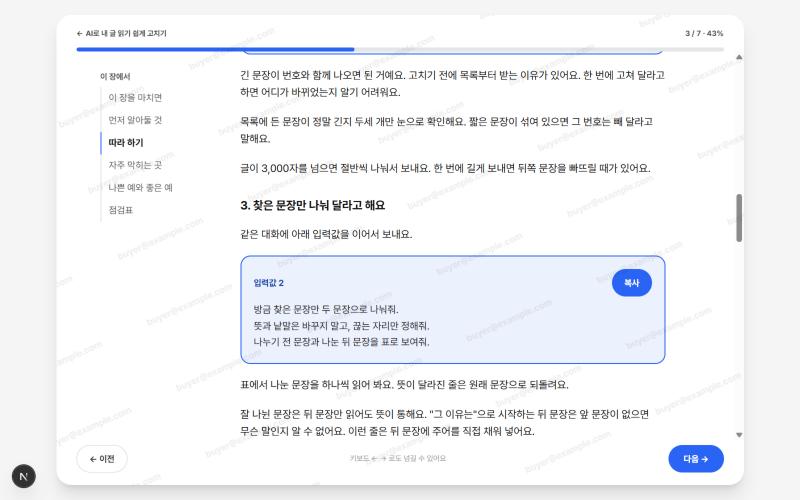 ← AI로 내 글 읽기 쉽게 고치기
3 / 7 · 43%
이 장에서
이 장을 마치면
먼저 알아둘 것
따라 하기
자주 막히는 곳
나쁜 예와 좋은 예
점검표
긴 문장이 번호와 함께 나오면 된 거예요. 고치기 전에 목록부터 받는 이유가 있어요. 한 번에 고쳐 달라고
하면 어디가 바뀌었는지 알기 어려워요.
목록에 든 문장이 정말 긴지 두세 개만 눈으로 확인해요. 짧은 문장이 섞여 있으면 그 번호는 빼 달라고
말해요.
글이 3,000자를 넘으면 절반씩 나눠서 보내요. 한 번에 길게 보내면 뒤쪽 문장을 빠뜨릴 때가 있어요.
3. 찾은 문장만 나눠 달라고 해요
같은 대화에 아래 입력값을 이어서 보내요.
입력값 2
복사
방금 찾은 문장만 두 문장으로 나눠줘.
뜻과 낱말은 바꾸지 말고, 끊는 자리만 정해줘.
나누기 전 문장과 나눈 뒤 문장을 표로 보여줘.
표에서 나눈 문장을 하나씩 읽어 봐요. 뜻이 달라진 줄은 원래 문장으로 되돌려요.
잘 나뉜 문장은 뒤 문장만 읽어도 뜻이 통해요. "그 이유는"으로 시작하는 뒤 문장은 앞 문장이 없으면
무슨 말인지 알 수 없어요. 이런 줄은 뒤 문장에 주어를 직접 채워 넣어요.
← 이전
키보드 ← → 로도 넘길 수 있어요
다음 →
N
buyer@example.com